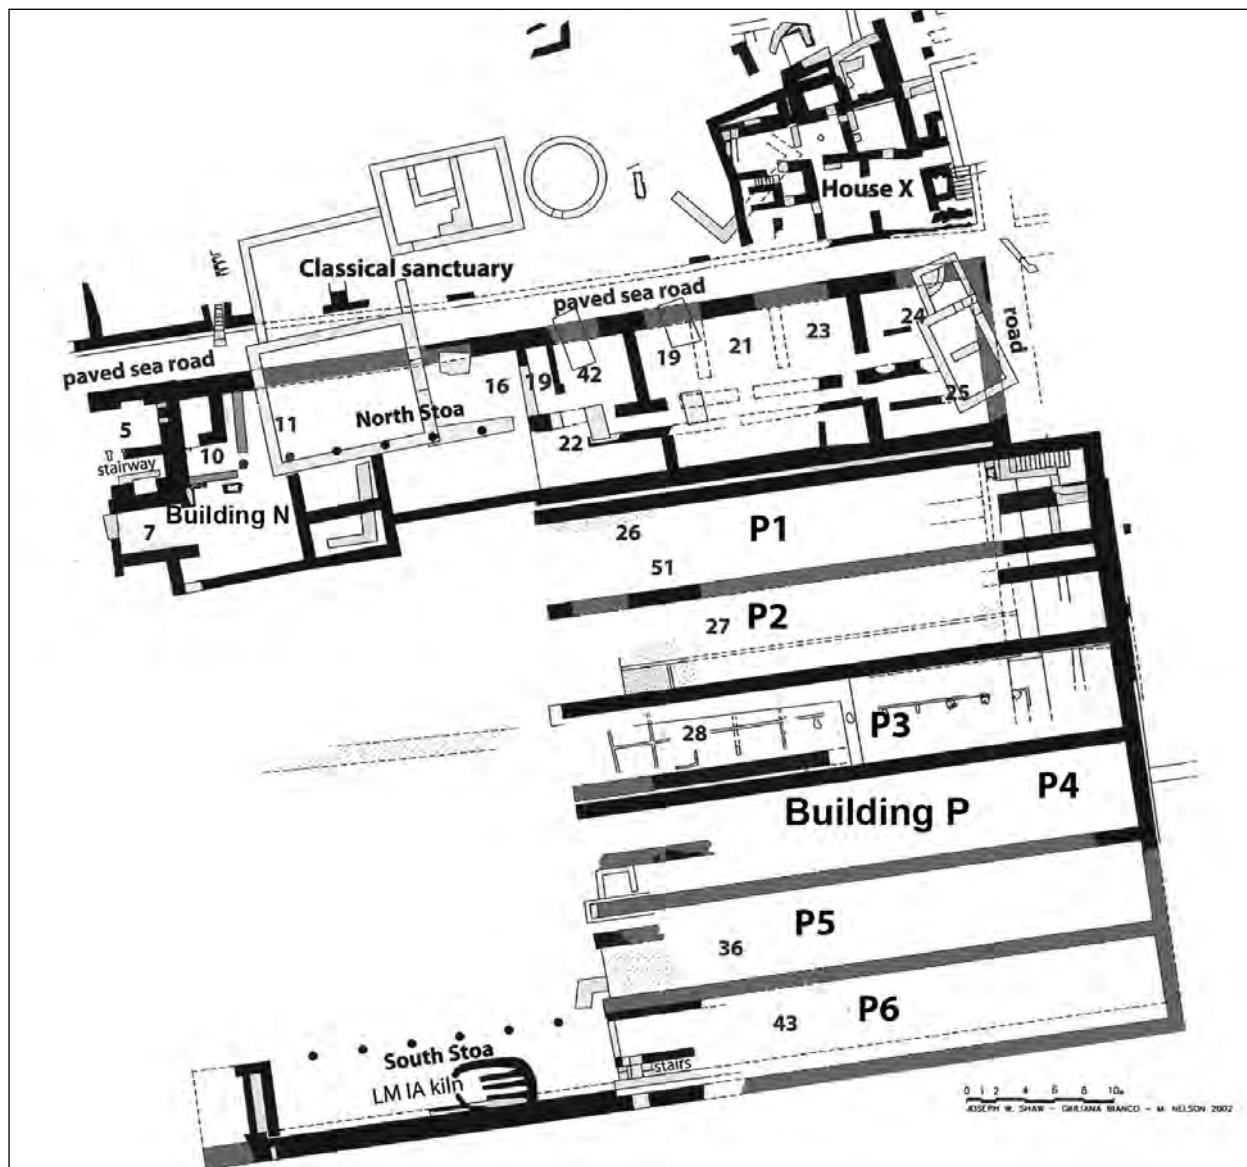 House X
Classical sanctuary
paved sea road
paved sea road
road
24
23
21
19
42
19
16
25
5
11
North Stoa
10
22
stairway
7
Building N
26
P1
51
27
P2
28
P3
P4
Building P
P5
36
P6
43
South Stoa
stairs
LM IA kiln
0 1 2 4 6 8 10m
JOSEPH W. SHAW - GIULIANA BIANCO - M. NELSON 2002